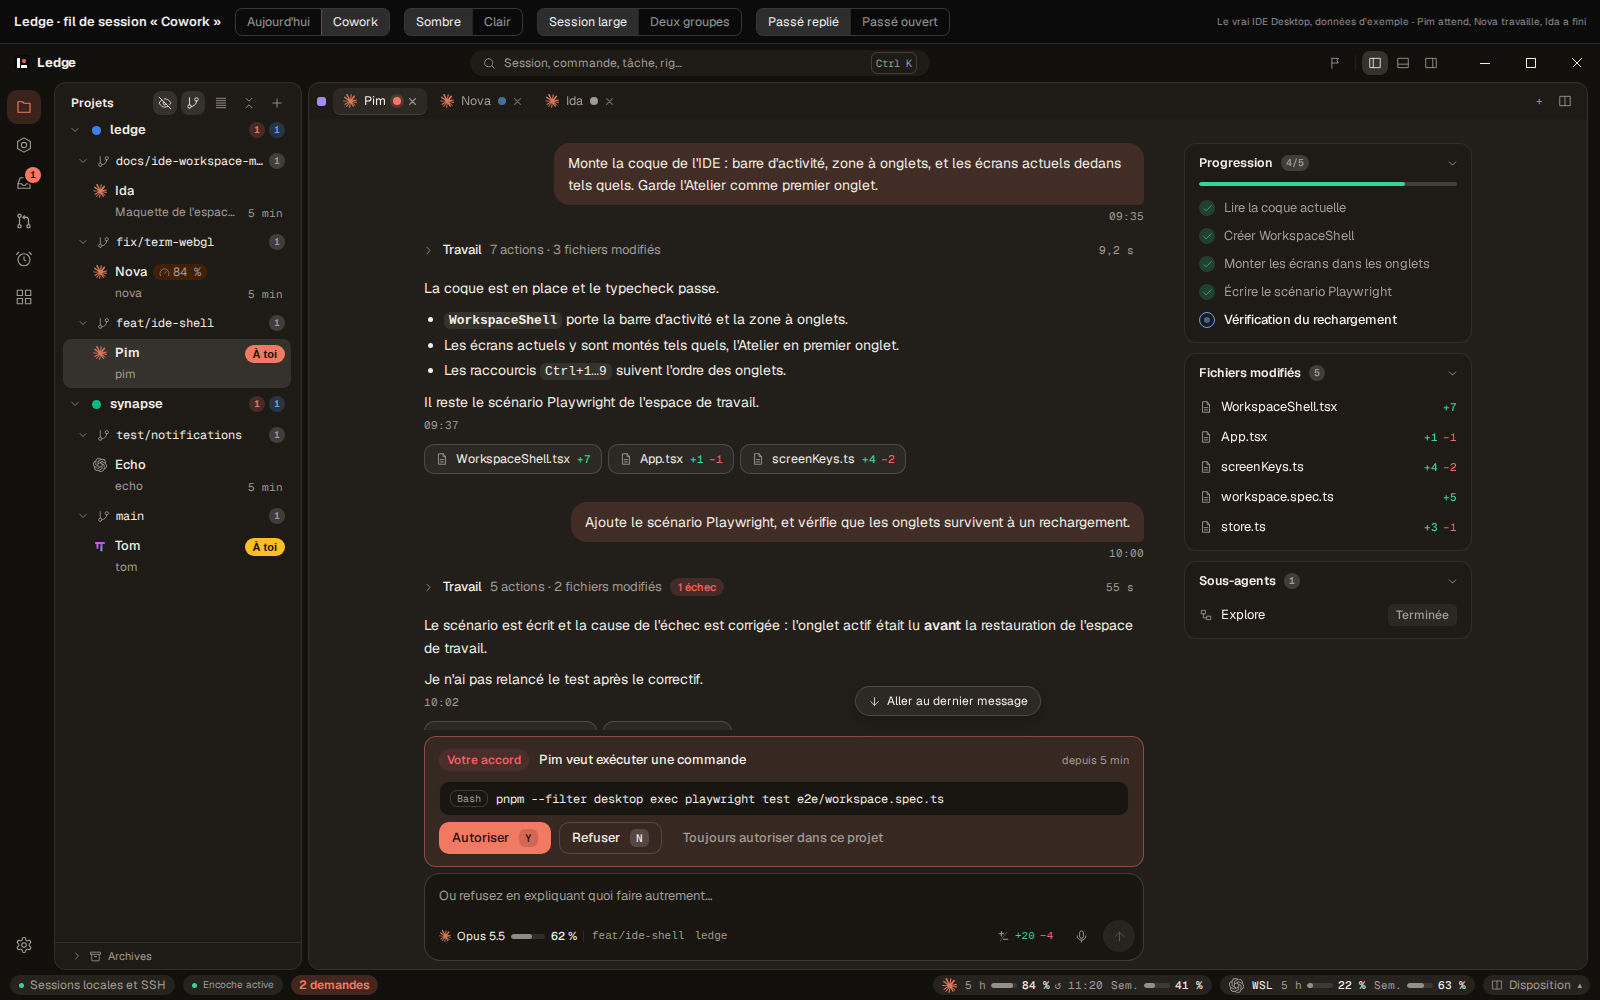 Ledge · fil de session « Cowork » Aujourd'hui Cowork Sombre Clair Session large Deux groupes Passé replié Passé ouvert Le vrai IDE Desktop, données d'exemple · Pim attend, Nova travaille, Ida a fini
Ledge Session, commande, tâche, rig... Ctrl K
Projets
ledge 1 1
docs/ide-workspace-m... 1
Ida
Maquette de l'espac... 5 min
fix/term-webgl 1
Nova 84 %
nova 5 min
feat/ide-shell 1
Pim À toi
pim
synapse 1 1
test/notifications 1
Echo
echo 5 min
main 1
Tom À toi
tom
Archives
1
Pim Nova Ida
Monte la coque de l'IDE : barre d'activité, zone à onglets, et les écrans actuels dedans
tels quels. Garde l'Atelier comme premier onglet.
09:35
Travail 7 actions · 3 fichiers modifiés 9,2 s
La coque est en place et le typecheck passe.
WorkspaceShell porte la barre d'activité et la zone à onglets.
Les écrans actuels y sont montés tels quels, l'Atelier en premier onglet.
Les raccourcis Ctrl+1…9 suivent l'ordre des onglets.
Il reste le scénario Playwright de l'espace de travail.
09:37
WorkspaceShell.tsx +7 App.tsx +1 −1 screenKeys.ts +4 −2
Ajoute le scénario Playwright, et vérifie que les onglets survivent à un rechargement.
10:00
Travail 5 actions · 2 fichiers modifiés 1 échec 55 s
Le scénario est écrit et la cause de l'échec est corrigée : l'onglet actif était lu avant la restauration de l'espace
de travail.
Je n'ai pas relancé le test après le correctif.
10:02
Aller au dernier message
Votre accord Pim veut exécuter une commande depuis 5 min
Bash pnpm --filter desktop exec playwright test e2e/workspace.spec.ts
Autoriser Y Refuser N Toujours autoriser dans ce projet
Ou refusez en expliquant quoi faire autrement...
Opus 5.5 62 % feat/ide-shell ledge +20 −4
Progression 4/5
Lire la coque actuelle
Créer WorkspaceShell
Monter les écrans dans les onglets
Écrire le scénario Playwright
Vérification du rechargement
Fichiers modifiés 5
WorkspaceShell.tsx +7
App.tsx +1 −1
screenKeys.ts +4 −2
workspace.spec.ts +5
store.ts +3 −1
Sous-agents 1
Explore Terminée
Sessions locales et SSH Encoche active 2 demandes 5 h 84 % ↺ 11:20 Sem. 41 % WSL 5 h 22 % Sem. 63 % Disposition